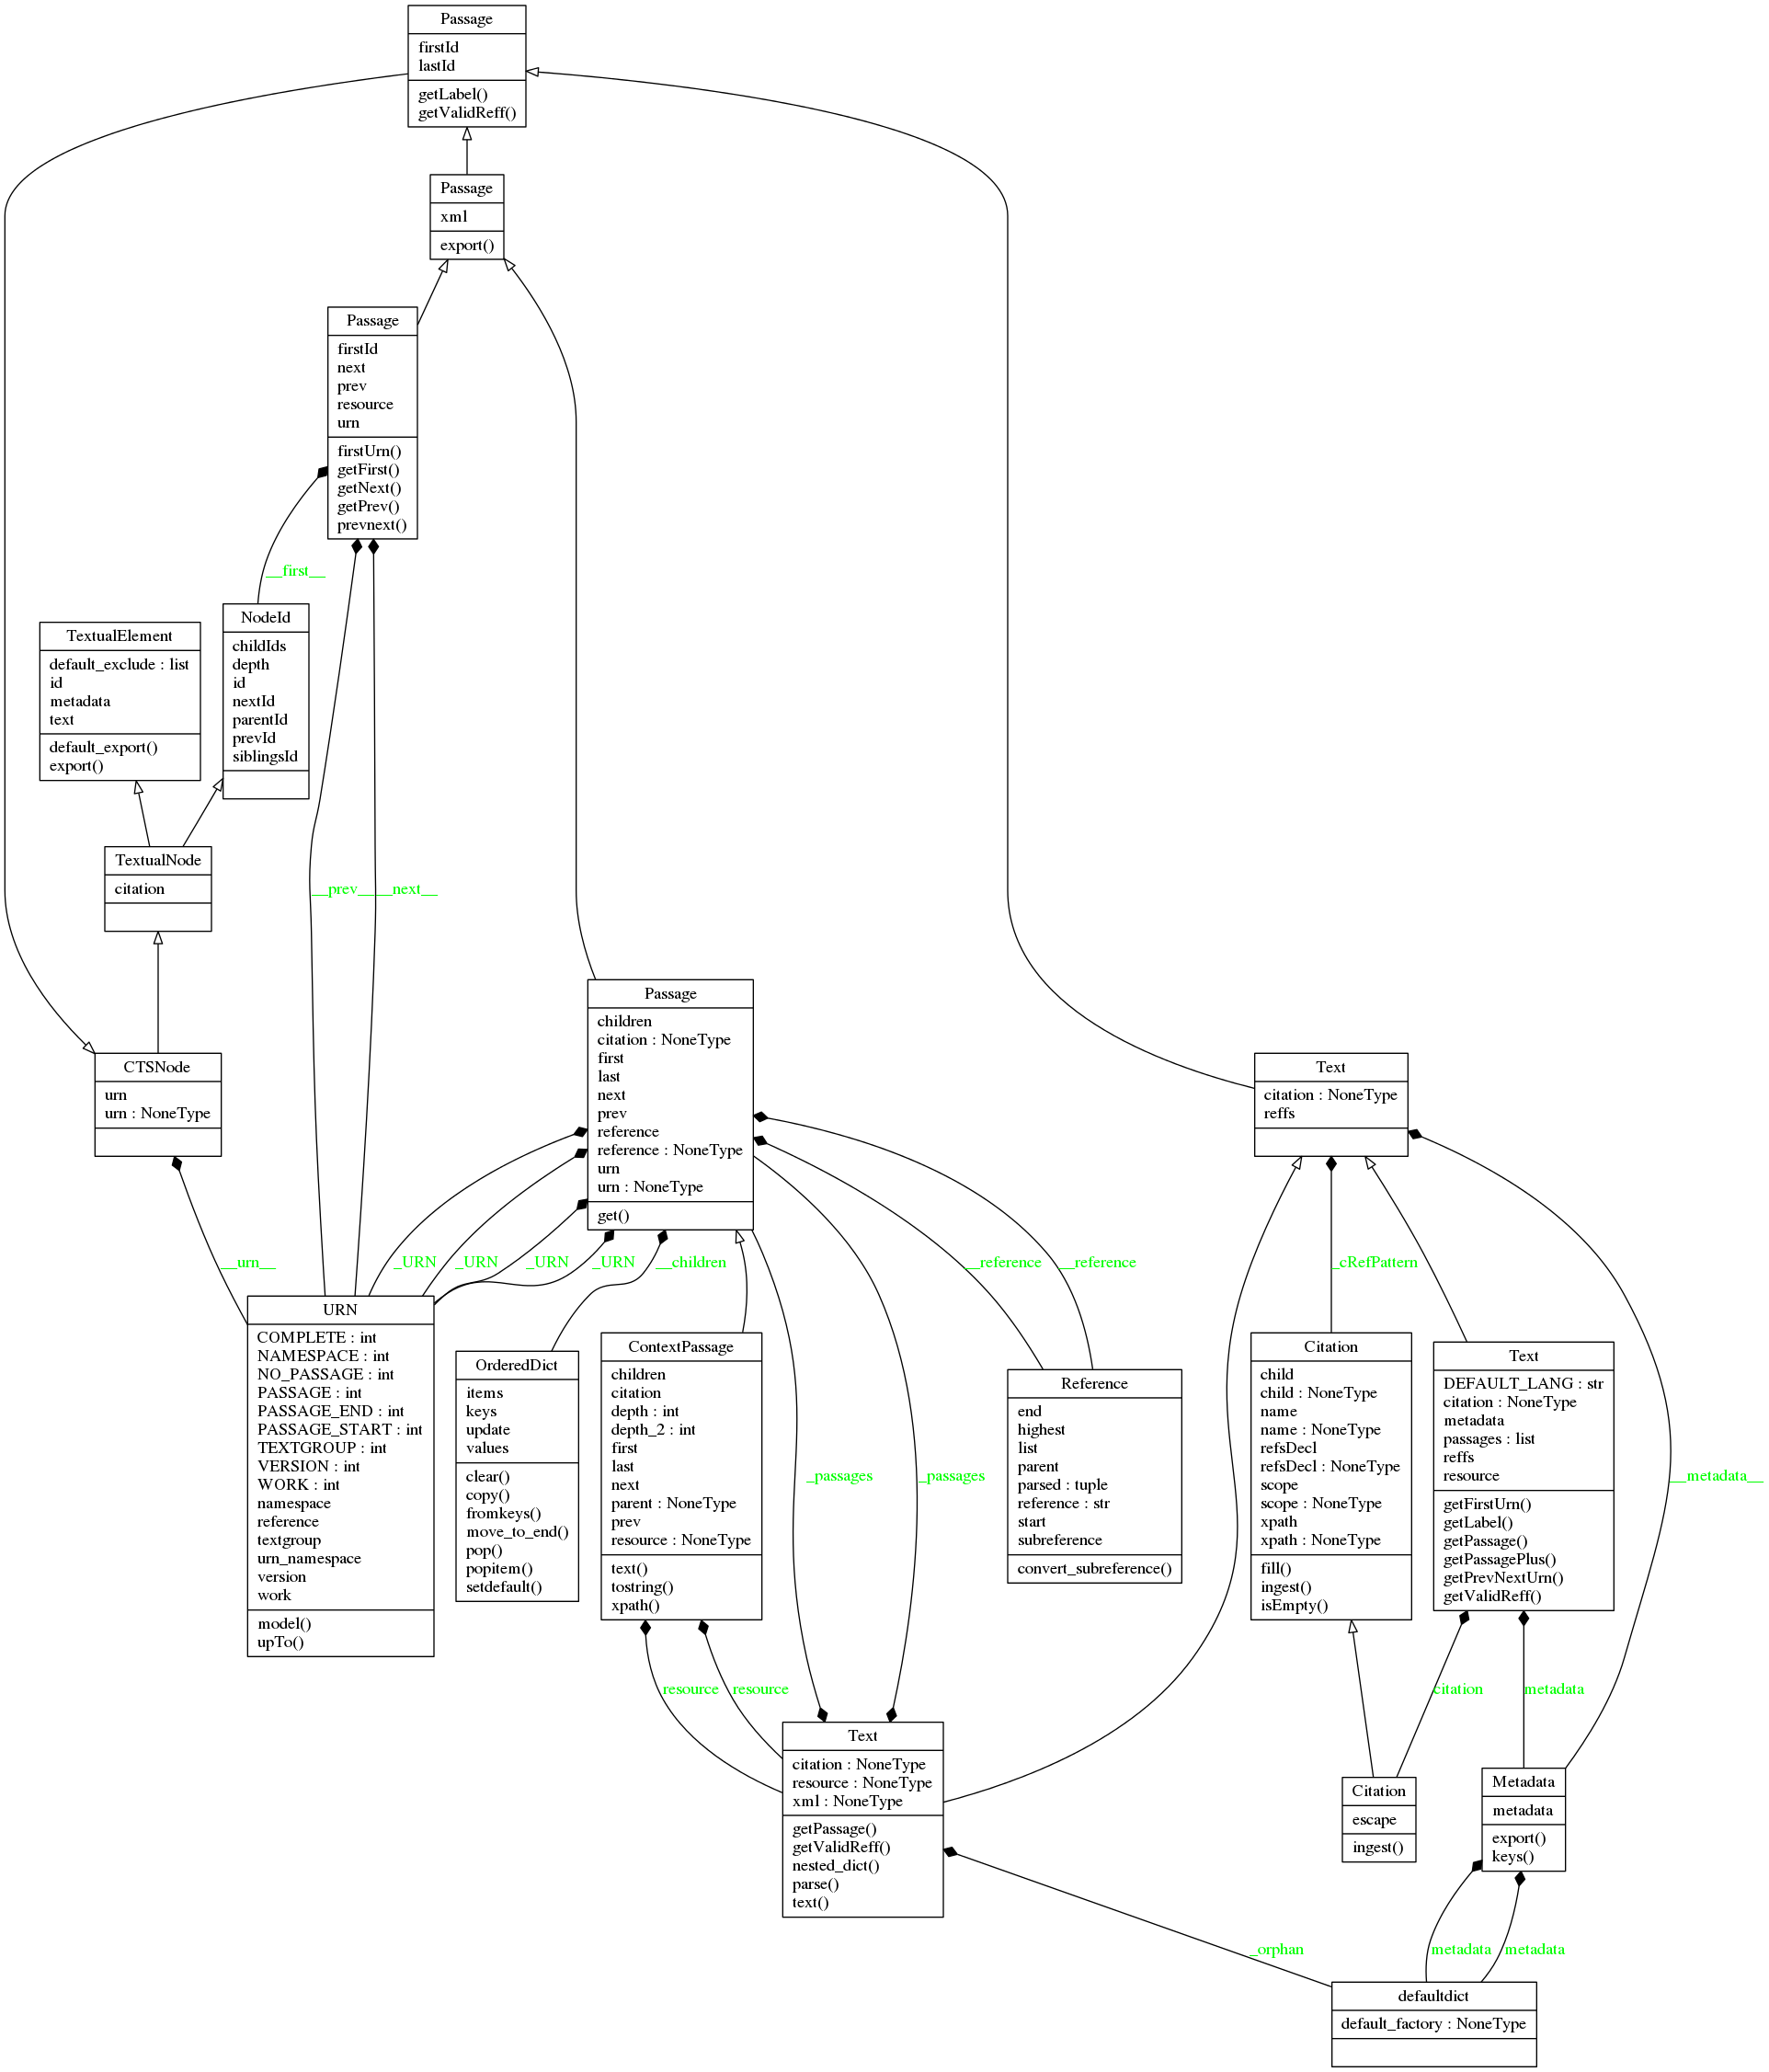 Passage
firstId
lastId
getLabel()
getValidReff()
Passage
xml
export()
Passage
firstId
next
prev
resource
urn
firstUrn()
getFirst()
getNext()
getPrev()
prevnext()
__first__
NodeId
childIds
depth
id
nextId
parentId
prevId
siblingsId
TextualElement
default_exclude : list
id
metadata
text
default_export()
export()
TextualNode
citation
__prev__
__next__
CTSNode
urn
urn : NoneType
Passage
children
citation : NoneType
first
last
next
prev
reference
reference : NoneType
urn
urn : NoneType
get()
Text
citation : NoneType
reffs
__urn__
_URN
_URN
_URN
_URN
__children
__reference
__reference
_cRefPattern
URN
COMPLETE : int
NAMESPACE : int
NO_PASSAGE : int
PASSAGE : int
PASSAGE_END : int
PASSAGE_START : int
TEXTGROUP : int
VERSION : int
WORK : int
namespace
reference
textgroup
urn_namespace
version
work
model()
upTo()
OrderedDict
items
keys
update
values
clear()
copy()
fromkeys()
move_to_end()
pop()
popitem()
setdefault()
ContextPassage
children
citation
depth : int
depth_2 : int
first
last
next
parent : NoneType
prev
resource : NoneType
text()
tostring()
xpath()
_passages
_passages
Reference
end
highest
list
parent
parsed : tuple
reference : str
start
subreference
convert_subreference()
Citation
child
child : NoneType
name
name : NoneType
refsDecl
refsDecl : NoneType
scope
scope : NoneType
xpath
xpath : NoneType
fill()
ingest()
isEmpty()
Text
DEFAULT_LANG : str
citation : NoneType
metadata
passages : list
reffs
resource
getFirstUrn()
getLabel()
getPassage()
getPassagePlus()
getPrevNextUrn()
getValidReff()
__metadata__
resource
resource
citation
metadata
Text
citation : NoneType
resource : NoneType
xml : NoneType
getPassage()
getValidReff()
nested_dict()
parse()
text()
Citation
escape
ingest()
Metadata
metadata
export()
keys()
_orphan
metadata
metadata
defaultdict
default_factory : NoneType